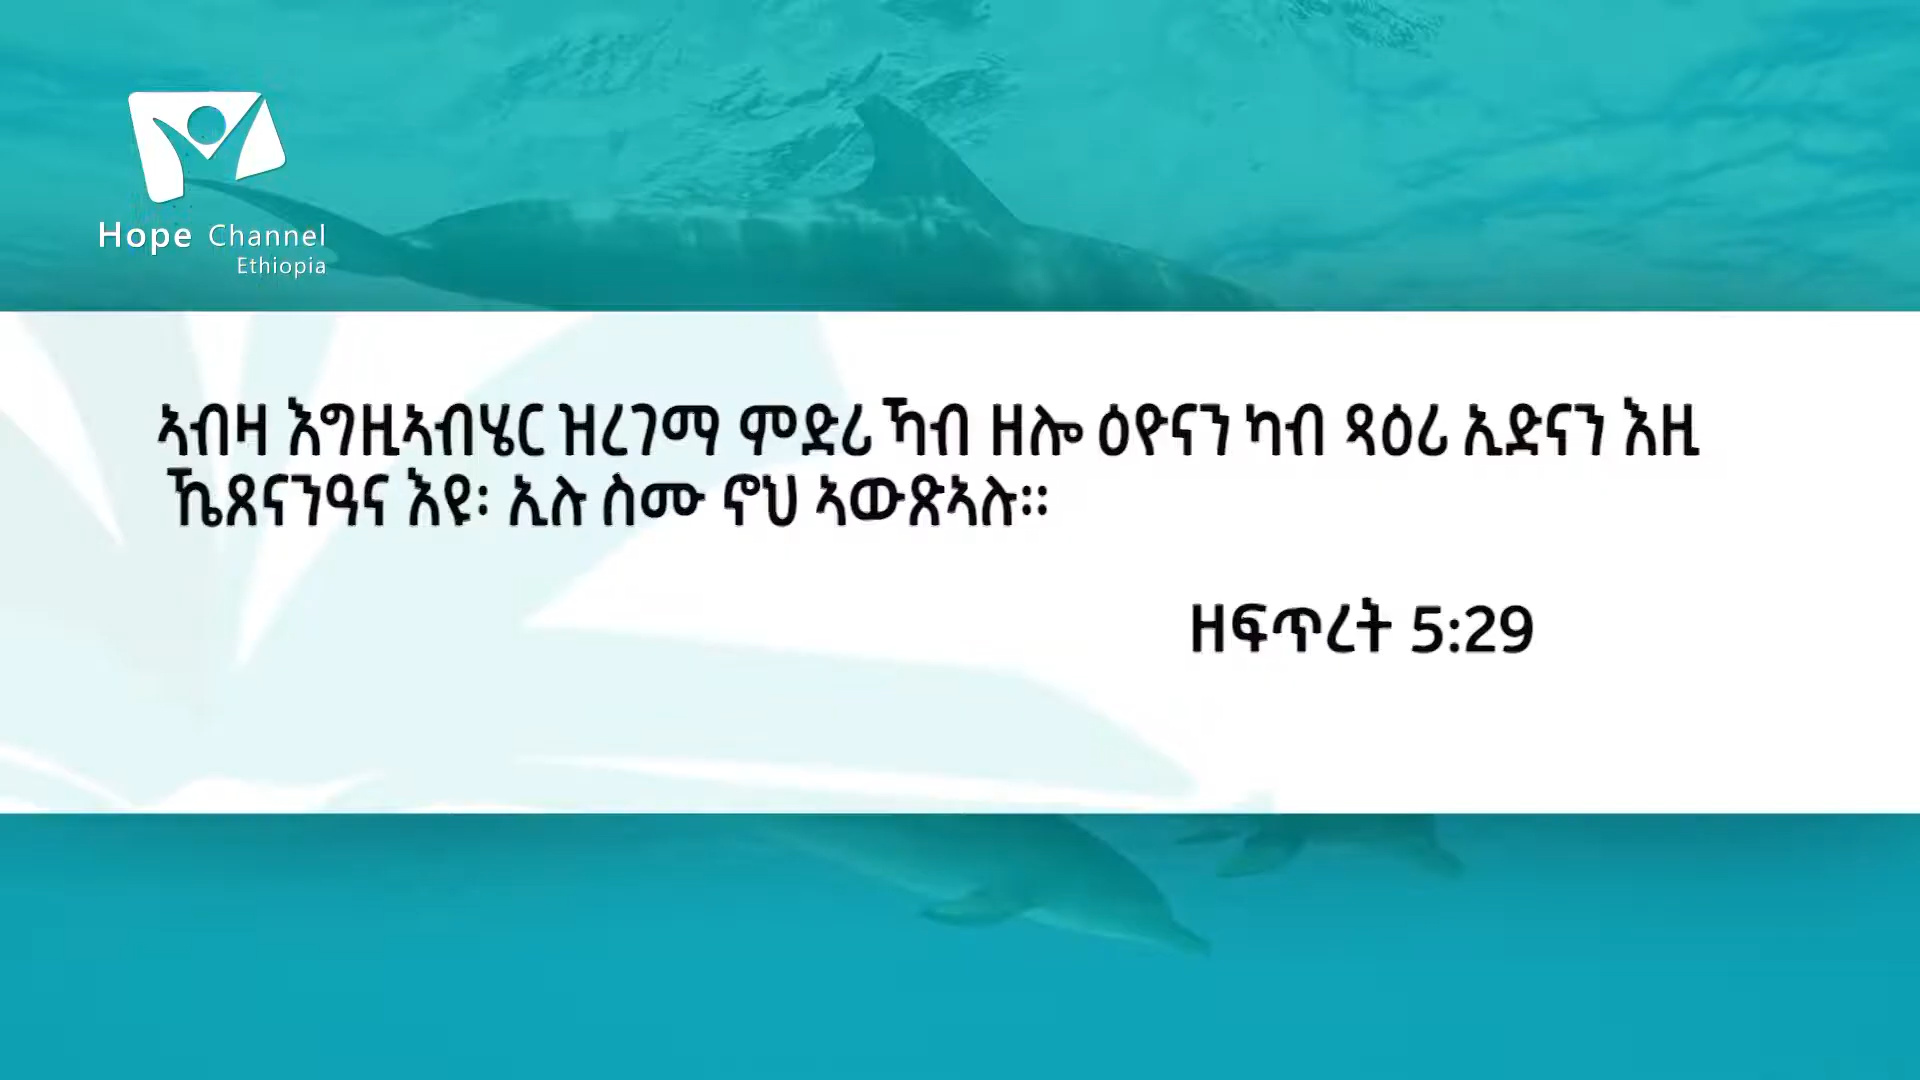 Hope Channel
Ethiopia
ኣብዛ እግዚኣብሄር ዝረገማ ምድሪ ኻብ ዘሎ ዕዮናን ካብ ጻዕሪ ኢድናን እዚ
ኼጸናንዓና እዩ፡ ኢሉ ስሙ ኖህ ኣውጽኣሉ።
ዘፍጥረት 5:29